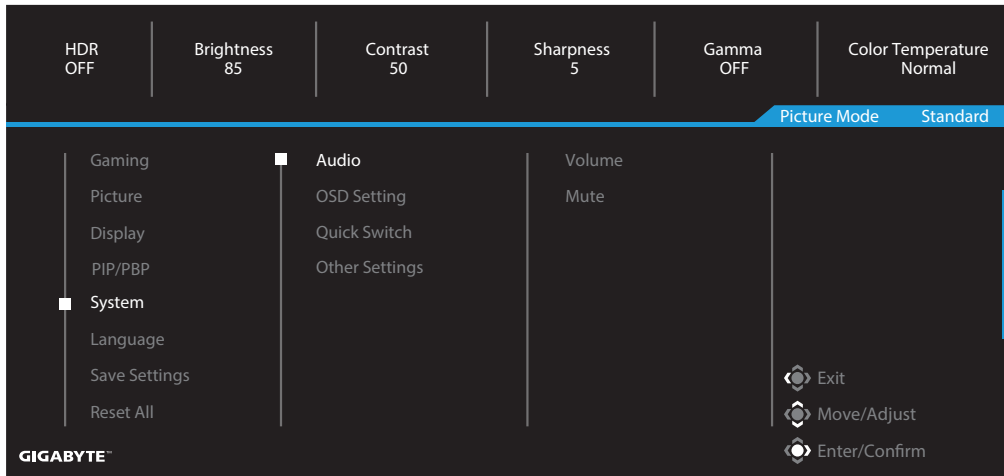 HDR
OFF
Brightness
85
Contrast
50
Sharpness
5
Gamma
OFF
Color Temperature
Normal
Picture Mode Standard
Gaming
Picture
Display
PIP/PBP
System
Language
Save Settings
Reset All
Audio
OSD Setting
Quick Switch
Other Settings
Volume
Mute
Exit
Move/Adjust
Enter/Confirm
GIGABYTE™